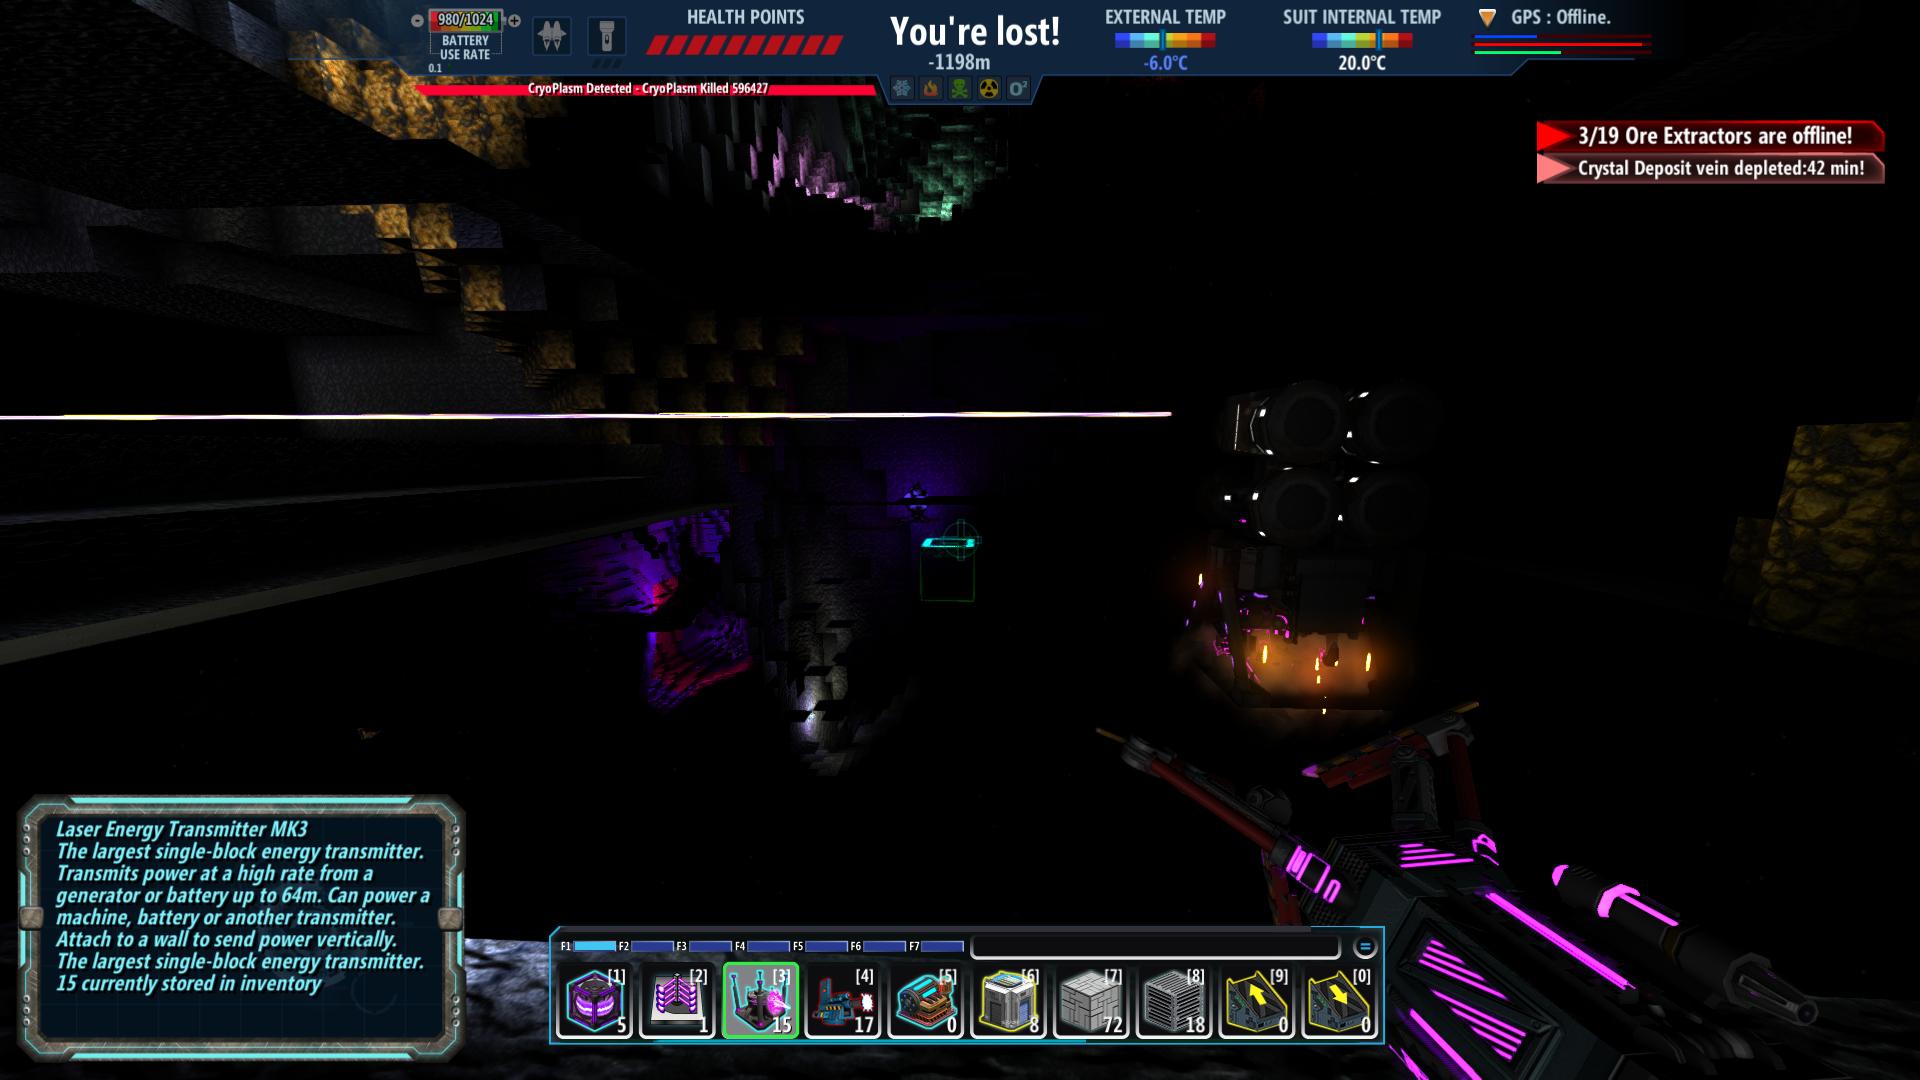 980/1024
BATTERY
USE RATE
0.1
HEALTH POINTS
You're lost!
-1198m
EXTERNAL TEMP
-6.0°C
SUIT INTERNAL TEMP
20.0°C
GPS : Offline.
CryoPlasm Detected - CryoPlasm Killed 596427
O²
3/19 Ore Extractors are offline!
Crystal Deposit vein depleted:42 min!
Laser Energy Transmitter MK3
The largest single-block energy transmitter.
Transmits power at a high rate from a
generator or battery up to 64m. Can power a
machine, battery or another transmitter.
Attach to a wall to send power vertically.
The largest single-block energy transmitter.
15 currently stored in inventory
F1 F2 F3 F4 F5 F6 F7
[1] [2] [3] [4] [5] [6] [7] [8] [9] [0]
5 1 15 17 0 8 72 18 0 0